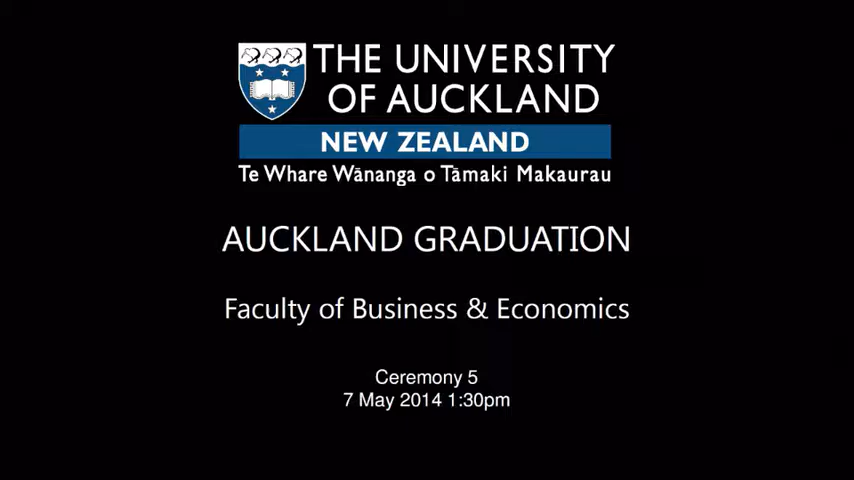 THE UNIVERSITY
OF AUCKLAND
NEW ZEALAND
Te Whare Wānanga o Tāmaki Makaurau
AUCKLAND GRADUATION
Faculty of Business & Economics
Ceremony 5
7 May 2014 1:30pm